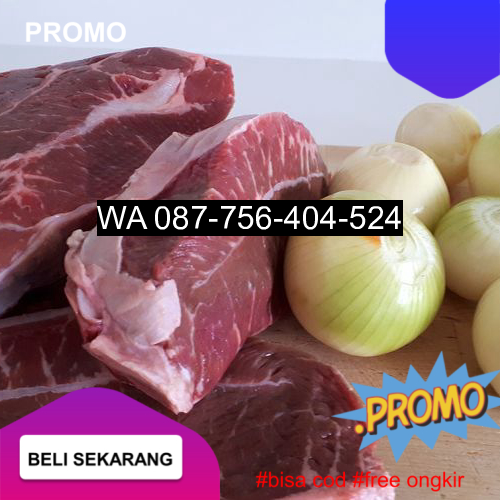 PROMO
WA 087-756-404-524
.PROMO
BELI SEKARANG
#bisa cod #free ongkir